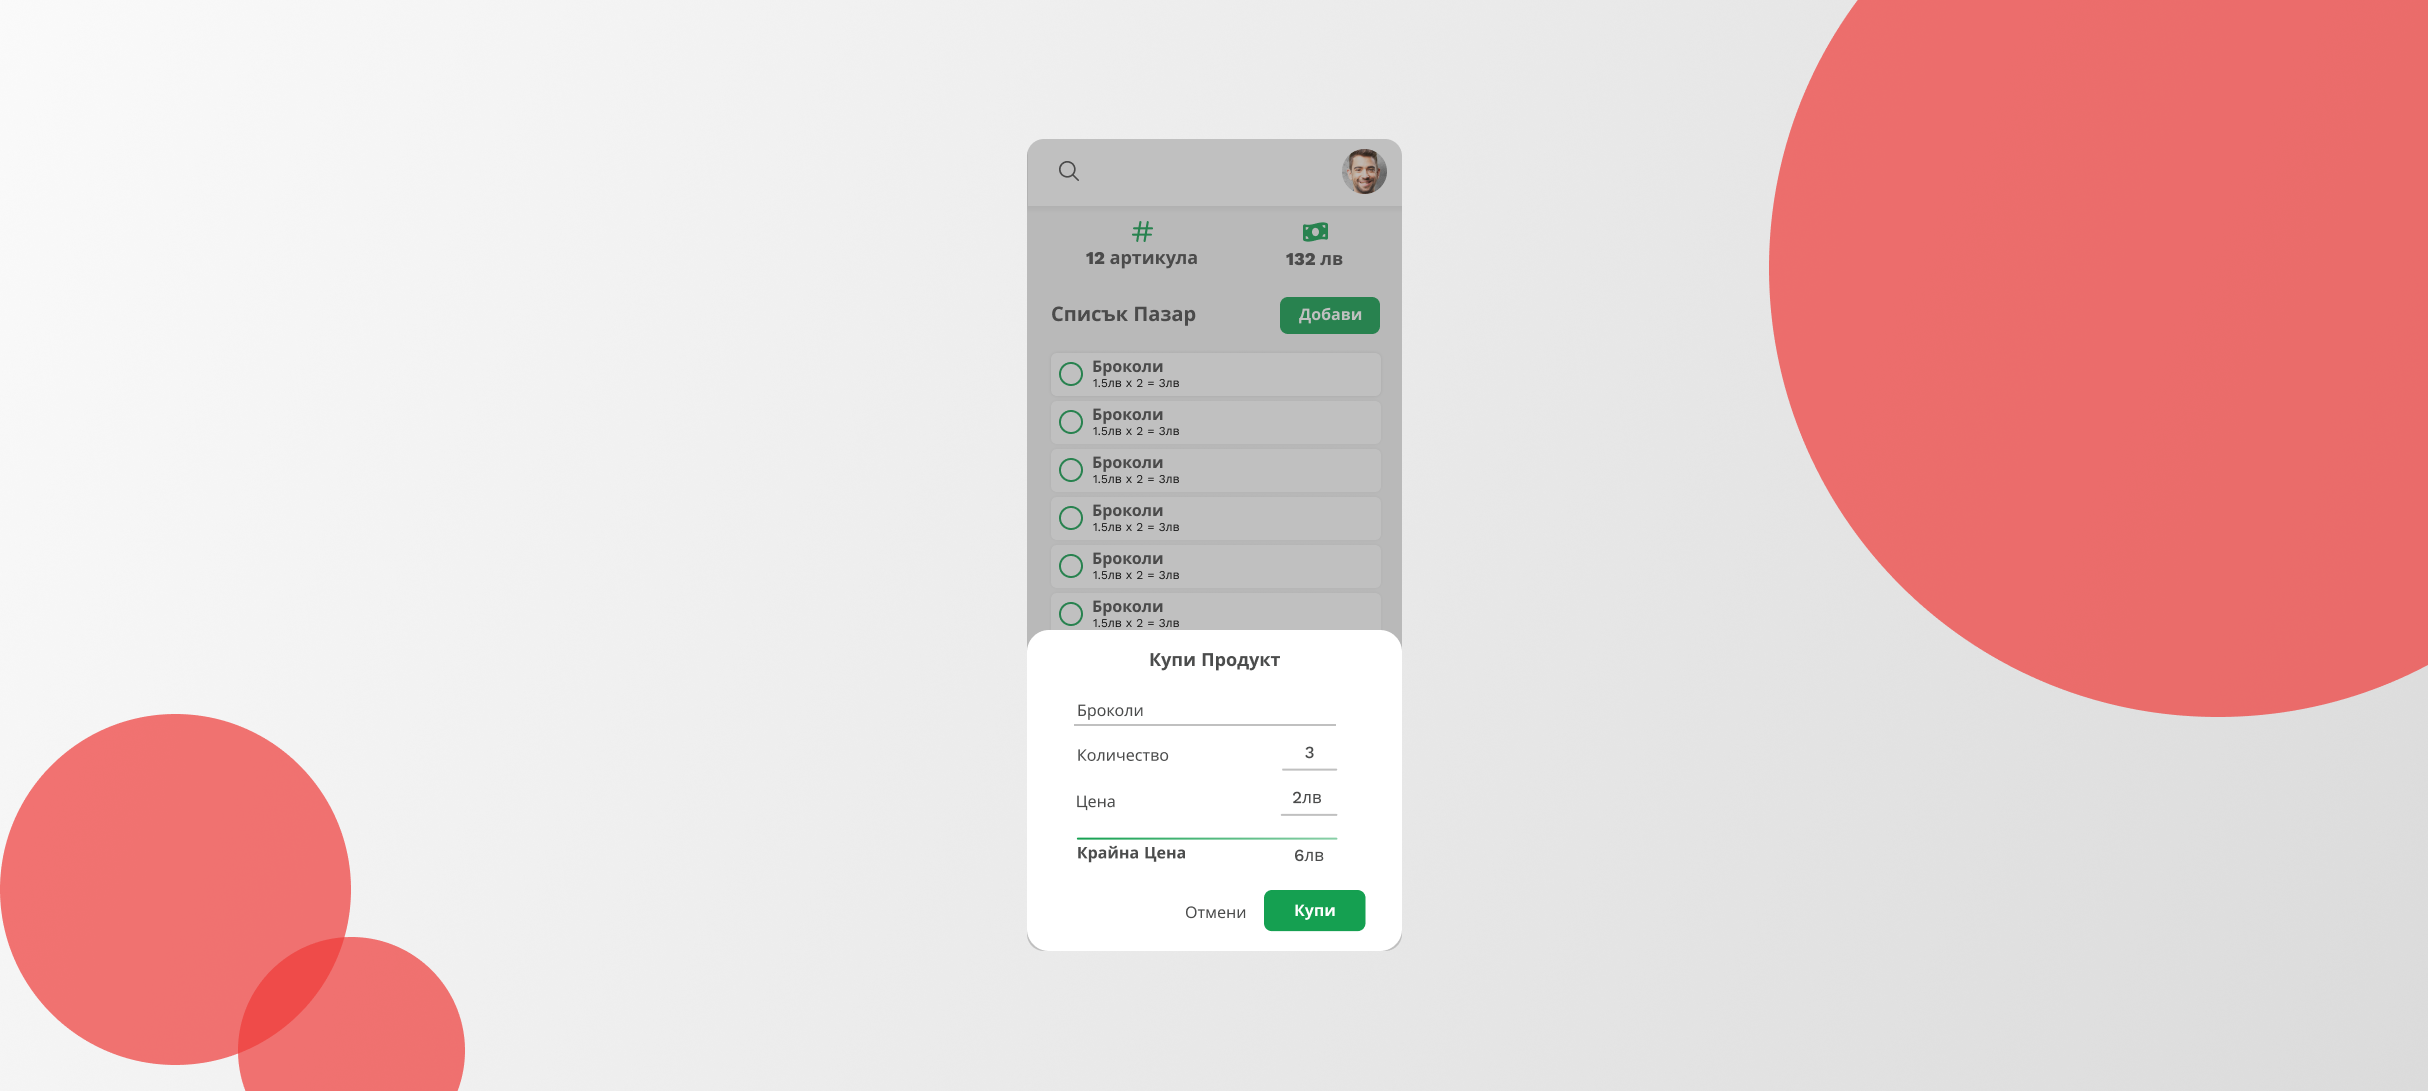 12 артикула
132 лв
Списък Пазар
Добави
Броколи
1.5лв x 2 = 3лв
Броколи
1.5лв x 2 = 3лв
Броколи
1.5лв x 2 = 3лв
Броколи
1.5лв x 2 = 3лв
Броколи
1.5лв x 2 = 3лв
Броколи
1.5лв x 2 = 3лв
Купи Продукт
Броколи
Количество 3
Цена 2лв
Крайна Цена 6лв
Отмени Купи